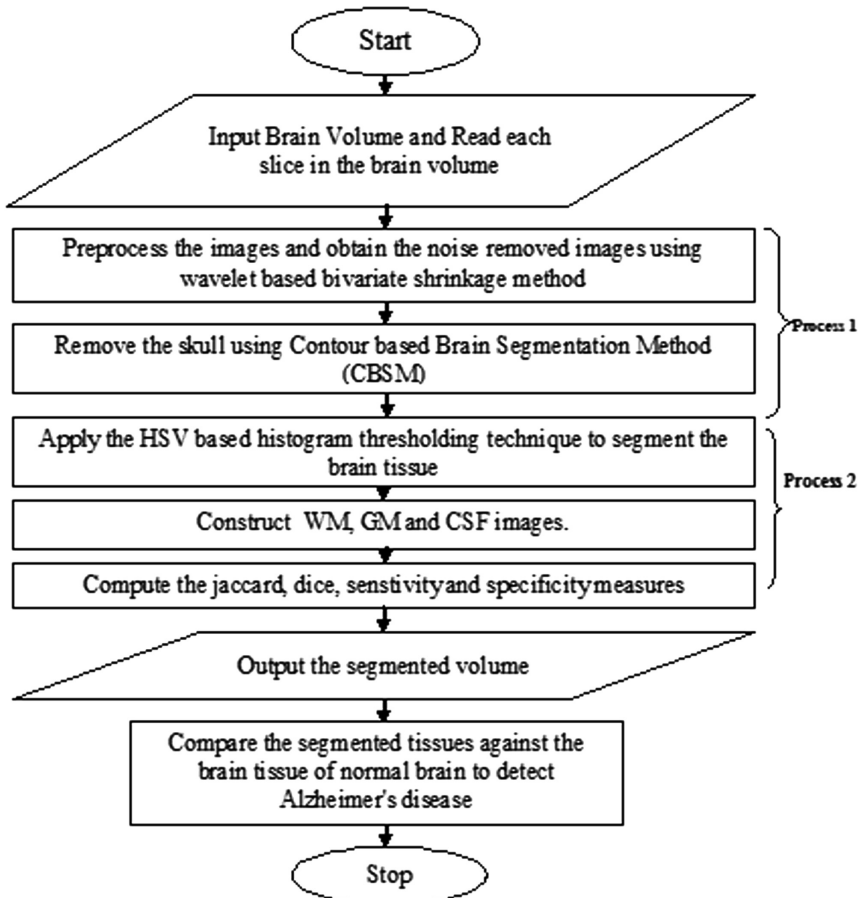 Start
Input Brain Volume and Read each
slice in the brain volume
Preprocess the images and obtain the noise removed images using
wavelet based bivariate shrinkage method
Process 1
Remove the skull using Contour based Brain Segmentation Method
(CBSM)
Apply the HSV based histogram thresholding technique to segment the
brain tissue
Process 2
Construct WM, GM and CSF images.
Compute the jaccard, dice, senstivity and specificity measures
Output the segmented volume
Compare the segmented tissues against the
brain tissue of normal brain to detect
Alzheimer's disease
Stop